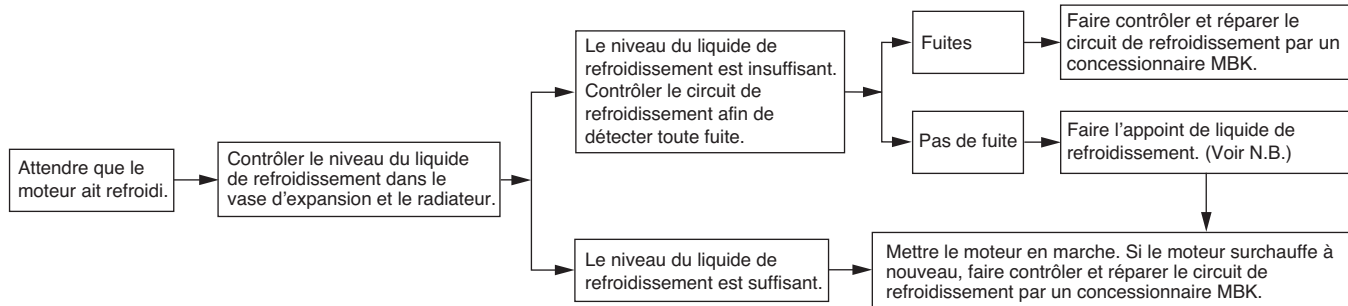 Attendre que le
moteur ait refroidi.
Contrôler le niveau du liquide
de refroidissement dans le
vase d'expansion et le radiateur.
Le niveau du liquide de
refroidissement est insuffisant.
Contrôler le circuit de
refroidissement afin de
détecter toute fuite.
Fuites
Faire contrôler et réparer le
circuit de refroidissement par un
concessionnaire MBK.
Pas de fuite
Faire l'appoint de liquide de
refroidissement. (Voir N.B.)
Le niveau du liquide de
refroidissement est suffisant.
Mettre le moteur en marche. Si le moteur surchauffe à
nouveau, faire contrôler et réparer le circuit de
refroidissement par un concessionnaire MBK.